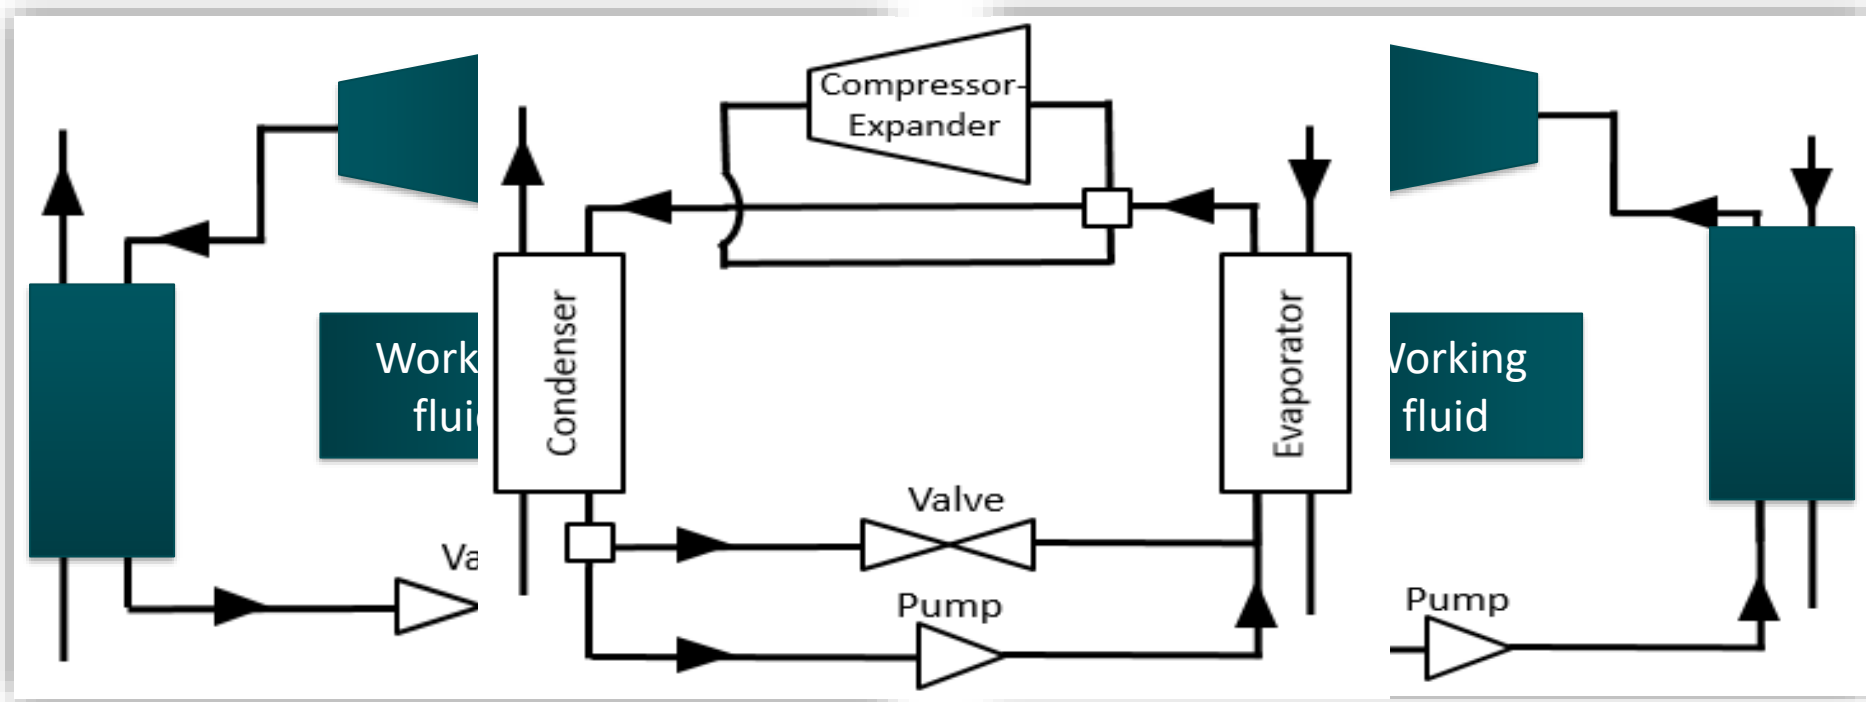 Compressor-
Expander
Condenser
Evaporator
Working
fluid
Valve
Pump
Pump